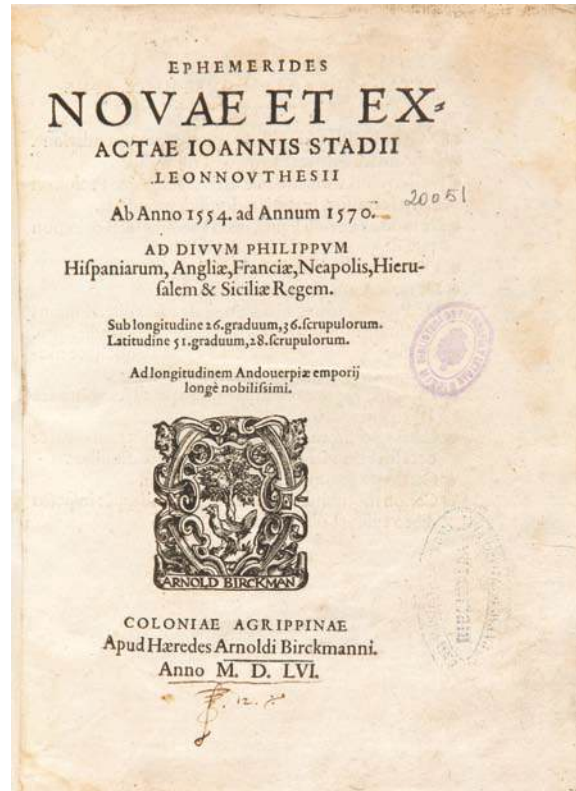 EPHEMERIDES
NOVAE ET EX-
ACTAE IOANNIS STADII
LEONNOVTHESII
20051
Ab Anno 1554. ad Annum 1570.
AD DIVVM PHILIPPVM
Hiſpaniarum, Angliæ, Franciæ, Neapolis, Hieru-
ſalem & Siciliæ Regem.
Sub longitudine 26. graduum, 36. ſcrupulorum.
Latitudine 51. graduum, 28. ſcrupulorum.
Ad longitudinem Andouerpiæ emporij
longè nobiliſsimi.
ARNOLD BIRCKMAN
COLONIAE AGRIPPINAE
Apud Hæredes Arnoldi Birckmanni.
Anno M. D. LVI.